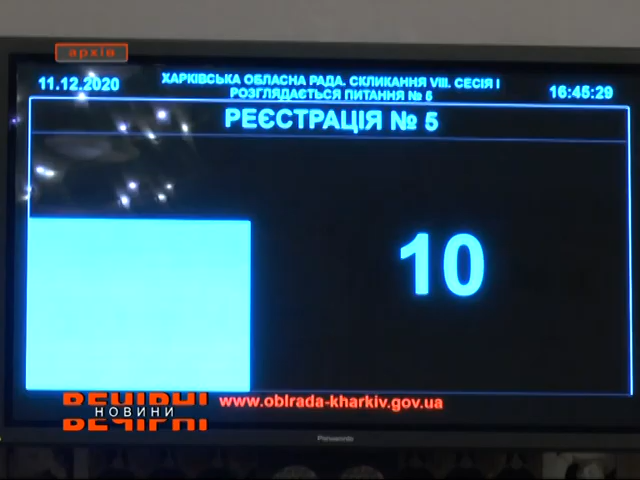 архів
11.12.2020
ХАРКІВСЬКА ОБЛАСНА РАДА. СКЛИКАННЯ VIII. СЕСІЯ I
16:45:29
РОЗГЛЯДАЄТЬСЯ ПИТАННЯ № 5
РЕЄСТРАЦІЯ № 5
10
ВЕЧІРНІ
НОВИНИ
ВЕЧІРНІ
www.oblrada-kharkiv.gov.ua
Panasonic